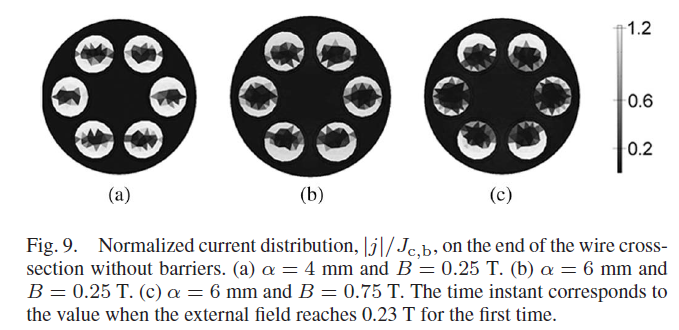 1.2
0.6
0.2
(a) (b) (c)
Fig. 9. Normalized current distribution, |j|/J_{c,b}, on the end of the wire cross-
section without barriers. (a) α = 4 mm and B = 0.25 T. (b) α = 6 mm and
B = 0.25 T. (c) α = 6 mm and B = 0.75 T. The time instant corresponds to
the value when the external field reaches 0.23 T for the first time.